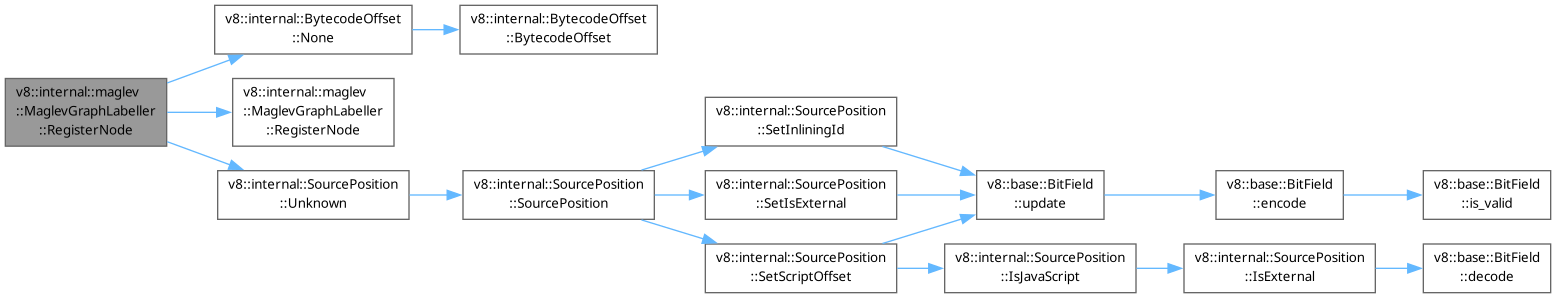 v8::internal::BytecodeOffset
::None
v8::internal::BytecodeOffset
::BytecodeOffset
v8::internal::maglev
::MaglevGraphLabeller
::RegisterNode
v8::internal::maglev
::MaglevGraphLabeller
::RegisterNode
v8::internal::SourcePosition
::Unknown
v8::internal::SourcePosition
::SourcePosition
v8::internal::SourcePosition
::SetInliningId
v8::internal::SourcePosition
::SetIsExternal
v8::internal::SourcePosition
::SetScriptOffset
v8::base::BitField
::update
v8::base::BitField
::encode
v8::base::BitField
::is_valid
v8::internal::SourcePosition
::IsJavaScript
v8::internal::SourcePosition
::IsExternal
v8::base::BitField
::decode